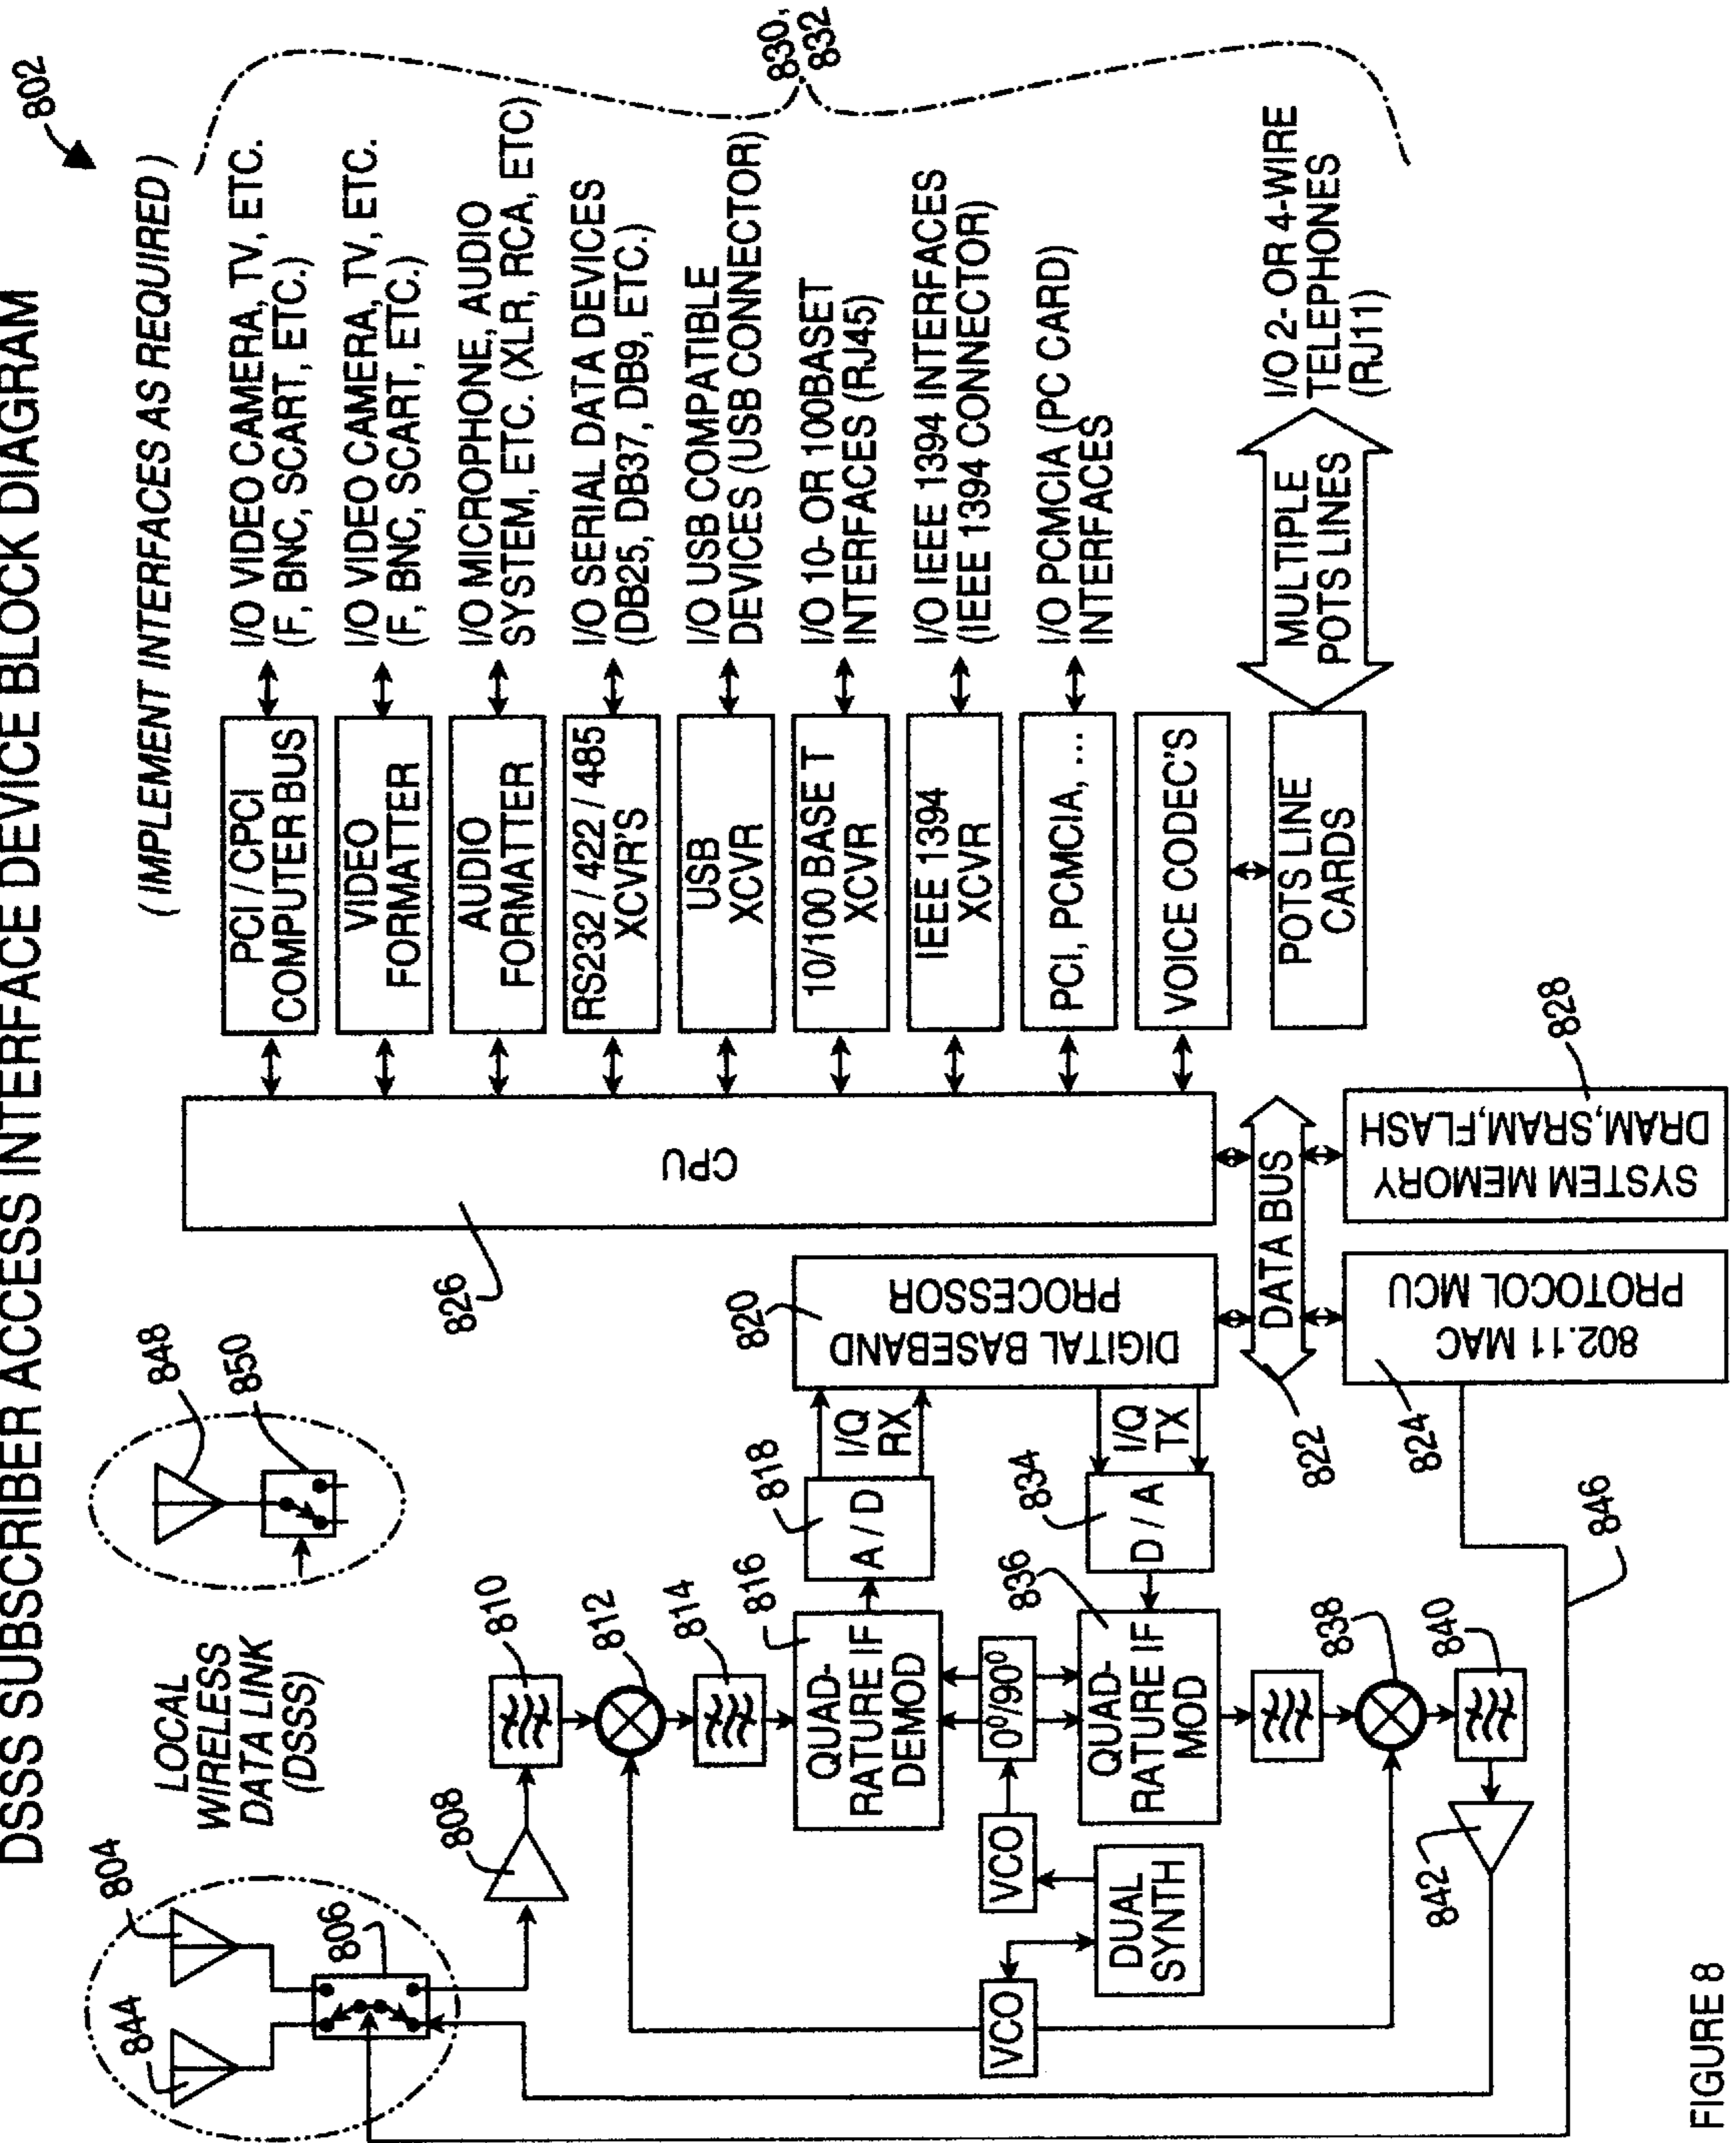 DSSS SUBSCRIBER ACCESS INTERFACE DEVICE BLOCK DIAGRAM
802
(IMPLEMENT INTERFACES AS REQUIRED)
LOCAL
WIRELESS
DATA LINK
(DSSS)
844
804
806
848
850
808
810
812
814
816
QUAD-
RATURE IF
DEMOD
818
A / D
I/Q
RX
820
DIGITAL BASEBAND
PROCESSOR
VCO
VCO
DUAL
SYNTH
0⁰/90⁰
836
QUAD-
RATURE IF
MOD
834
D / A
I/Q
TX
838
840
842
846
822
DATA BUS
824
802.11 MAC
PROTOCOL MCU
826
CPU
828
SYSTEM MEMORY
DRAM,SRAM,FLASH
PCI / CPCI
COMPUTER BUS
I/O VIDEO CAMERA, TV, ETC.
(F, BNC, SCART, ETC.)
VIDEO
FORMATTER
I/O VIDEO CAMERA, TV, ETC.
(F, BNC, SCART, ETC.)
AUDIO
FORMATTER
I/O MICROPHONE, AUDIO
SYSTEM, ETC. (XLR, RCA, ETC)
RS232 / 422 / 485
XCVR'S
I/O SERIAL DATA DEVICES
(DB25, DB37, DB9, ETC.)
USB
XCVR
I/O USB COMPATIBLE
DEVICES (USB CONNECTOR)
10/100 BASE T
XCVR
I/O 10- OR 100BASET
INTERFACES (RJ45)
IEEE 1394
XCVR
I/O IEEE 1394 INTERFACES
(IEEE 1394 CONNECTOR)
PCI, PCMCIA, ...
I/O PCMCIA (PC CARD)
INTERFACES
VOICE CODEC'S
POTS LINE
CARDS
MULTIPLE
POTS LINES
I/O 2- OR 4-WIRE
TELEPHONES
(RJ11)
830,
832
FIGURE 8